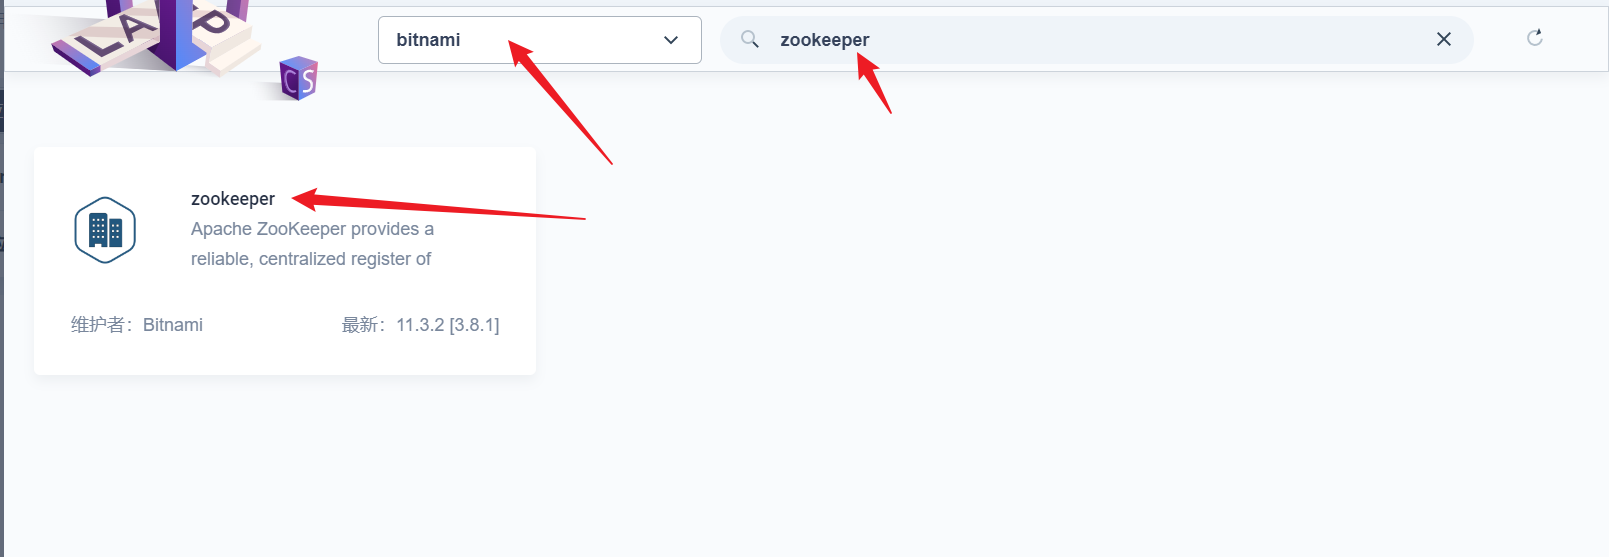 LA P
bitnami
zookeeper
CS
zookeeper
Apache ZooKeeper provides a
reliable, centralized register of
维护者：Bitnami
最新：11.3.2 [3.8.1]